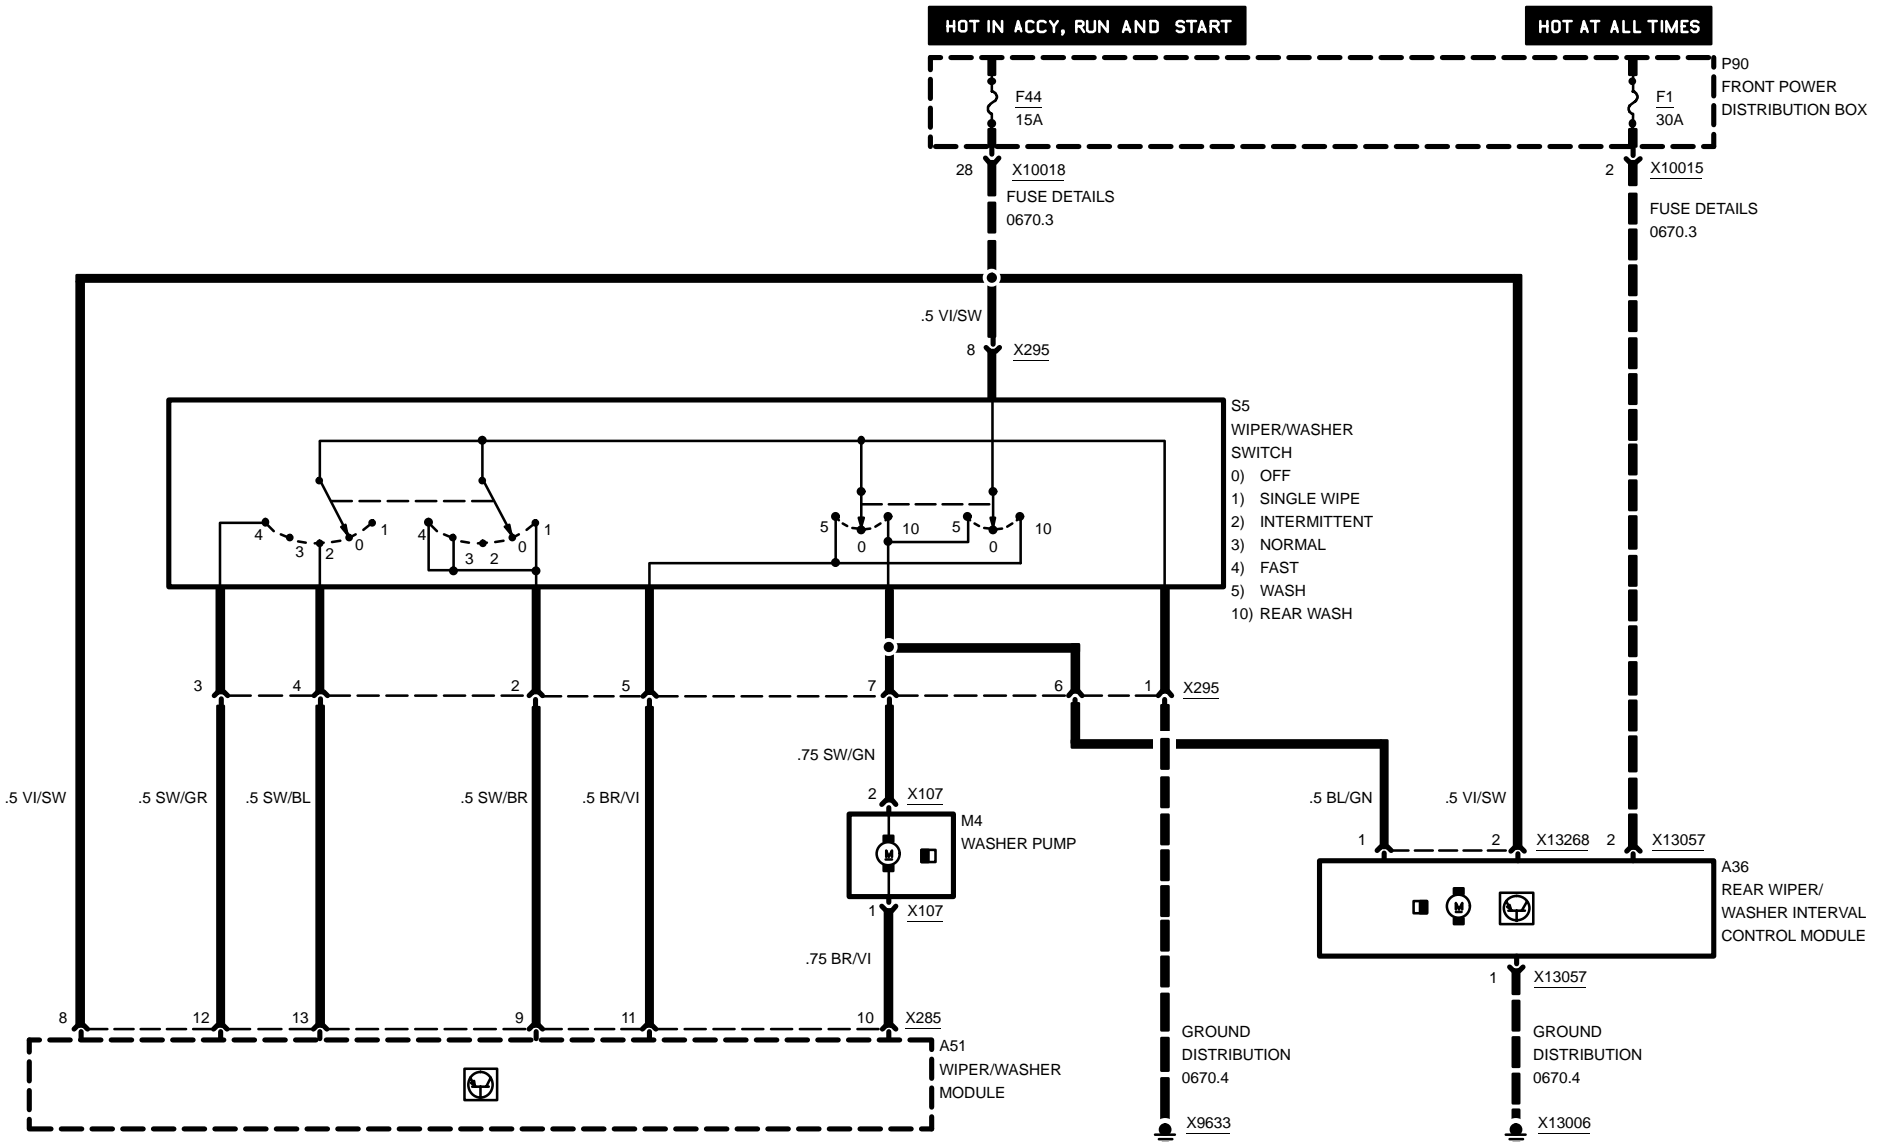 HOT IN ACCY, RUN AND START
HOT AT ALL TIMES
P90
FRONT POWER
DISTRIBUTION BOX
F44
15A
F1
30A
28
X10018
2
X10015
FUSE DETAILS
0670.3
FUSE DETAILS
0670.3
.5 VI/SW
8
X295
S5
WIPER/WASHER
SWITCH
0) OFF
1) SINGLE WIPE
2) INTERMITTENT
3) NORMAL
4) FAST
5) WASH
10) REAR WASH
4
3
2
0
1
4
3
2
0
1
5
0
10
5
0
10
3
4
2
5
7
6
1
X295
.75 SW/GN
.5 VI/SW
.5 SW/GR
.5 SW/BL
.5 SW/BR
.5 BR/VI
2
X107
.5 BL/GN
.5 VI/SW
M4
WASHER PUMP
M
1
2
X13268
2
X13057
A36
REAR WIPER/
WASHER INTERVAL
CONTROL MODULE
M
1
X107
.75 BR/VI
1
X13057
8
12
13
9
11
10
X285
A51
WIPER/WASHER
MODULE
GROUND
DISTRIBUTION
0670.4
GROUND
DISTRIBUTION
0670.4
X9633
X13006